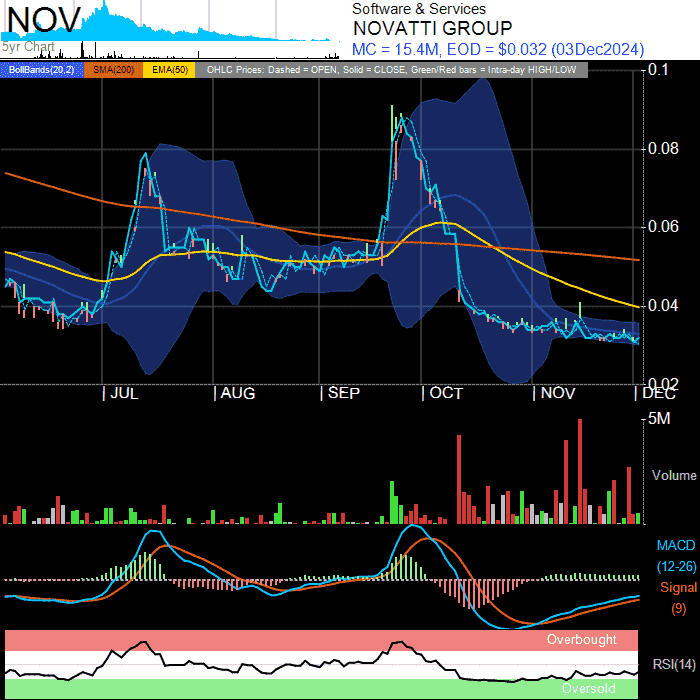 NOV
5yr Chart
Software & Services
NOVATTI GROUP
MC = 15.4M, EOD = $0.032 (03Dec2024)
BollBands(20,2) SMA(200) EMA(50) OHLC Prices: Dashed = OPEN, Solid = CLOSE, Green/Red bars = Intra-day HIGH/LOW
0.1
0.08
0.06
0.04
0.02
JUL AUG SEP OCT NOV DEC
5M
Volume
MACD
(12-26)
Signal
(9)
Overbought
RSI(14)
Oversold